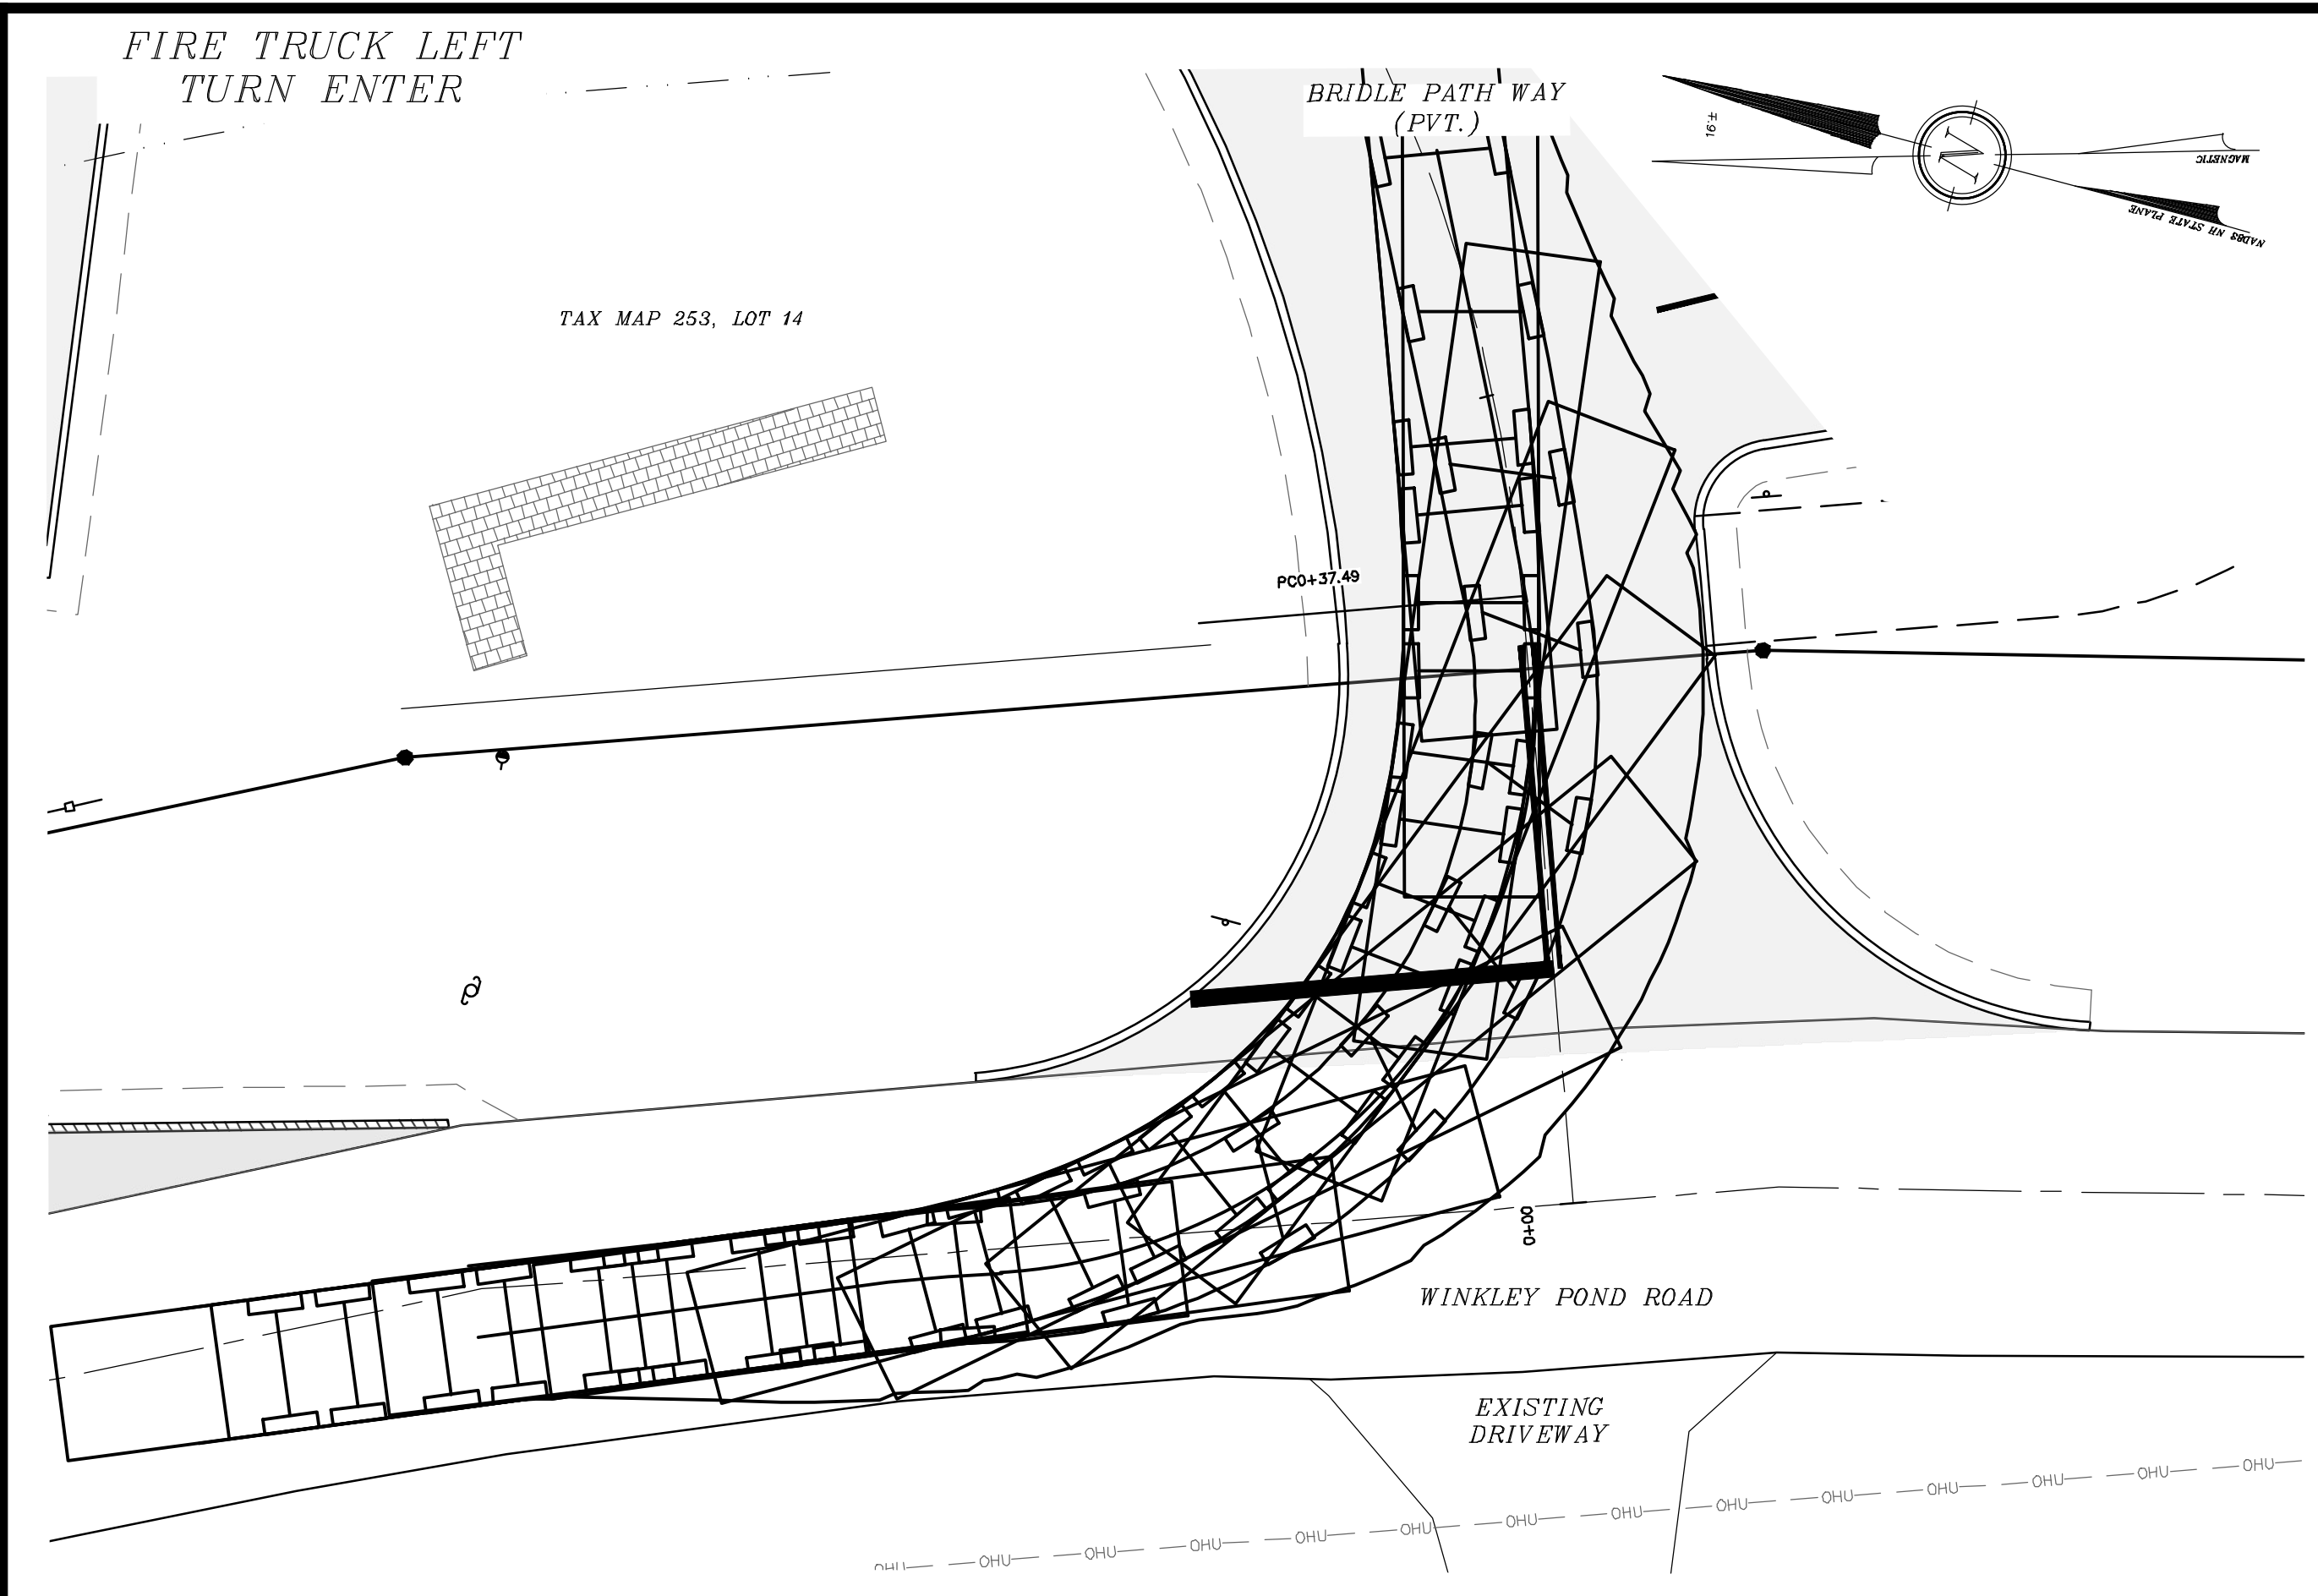 FIRE TRUCK LEFT
TURN ENTER
BRIDLE PATH WAY
(PVT.)
16.±
N
MAGNETIC
NAD83 NH STATE PLANE
TAX MAP 253, LOT 14
PC0+37.49
0+00
WINKLEY POND ROAD
EXISTING
DRIVEWAY
OHU OHU OHU OHU OHU OHU OHU OHU OHU OHU OHU OHU OHU OHU